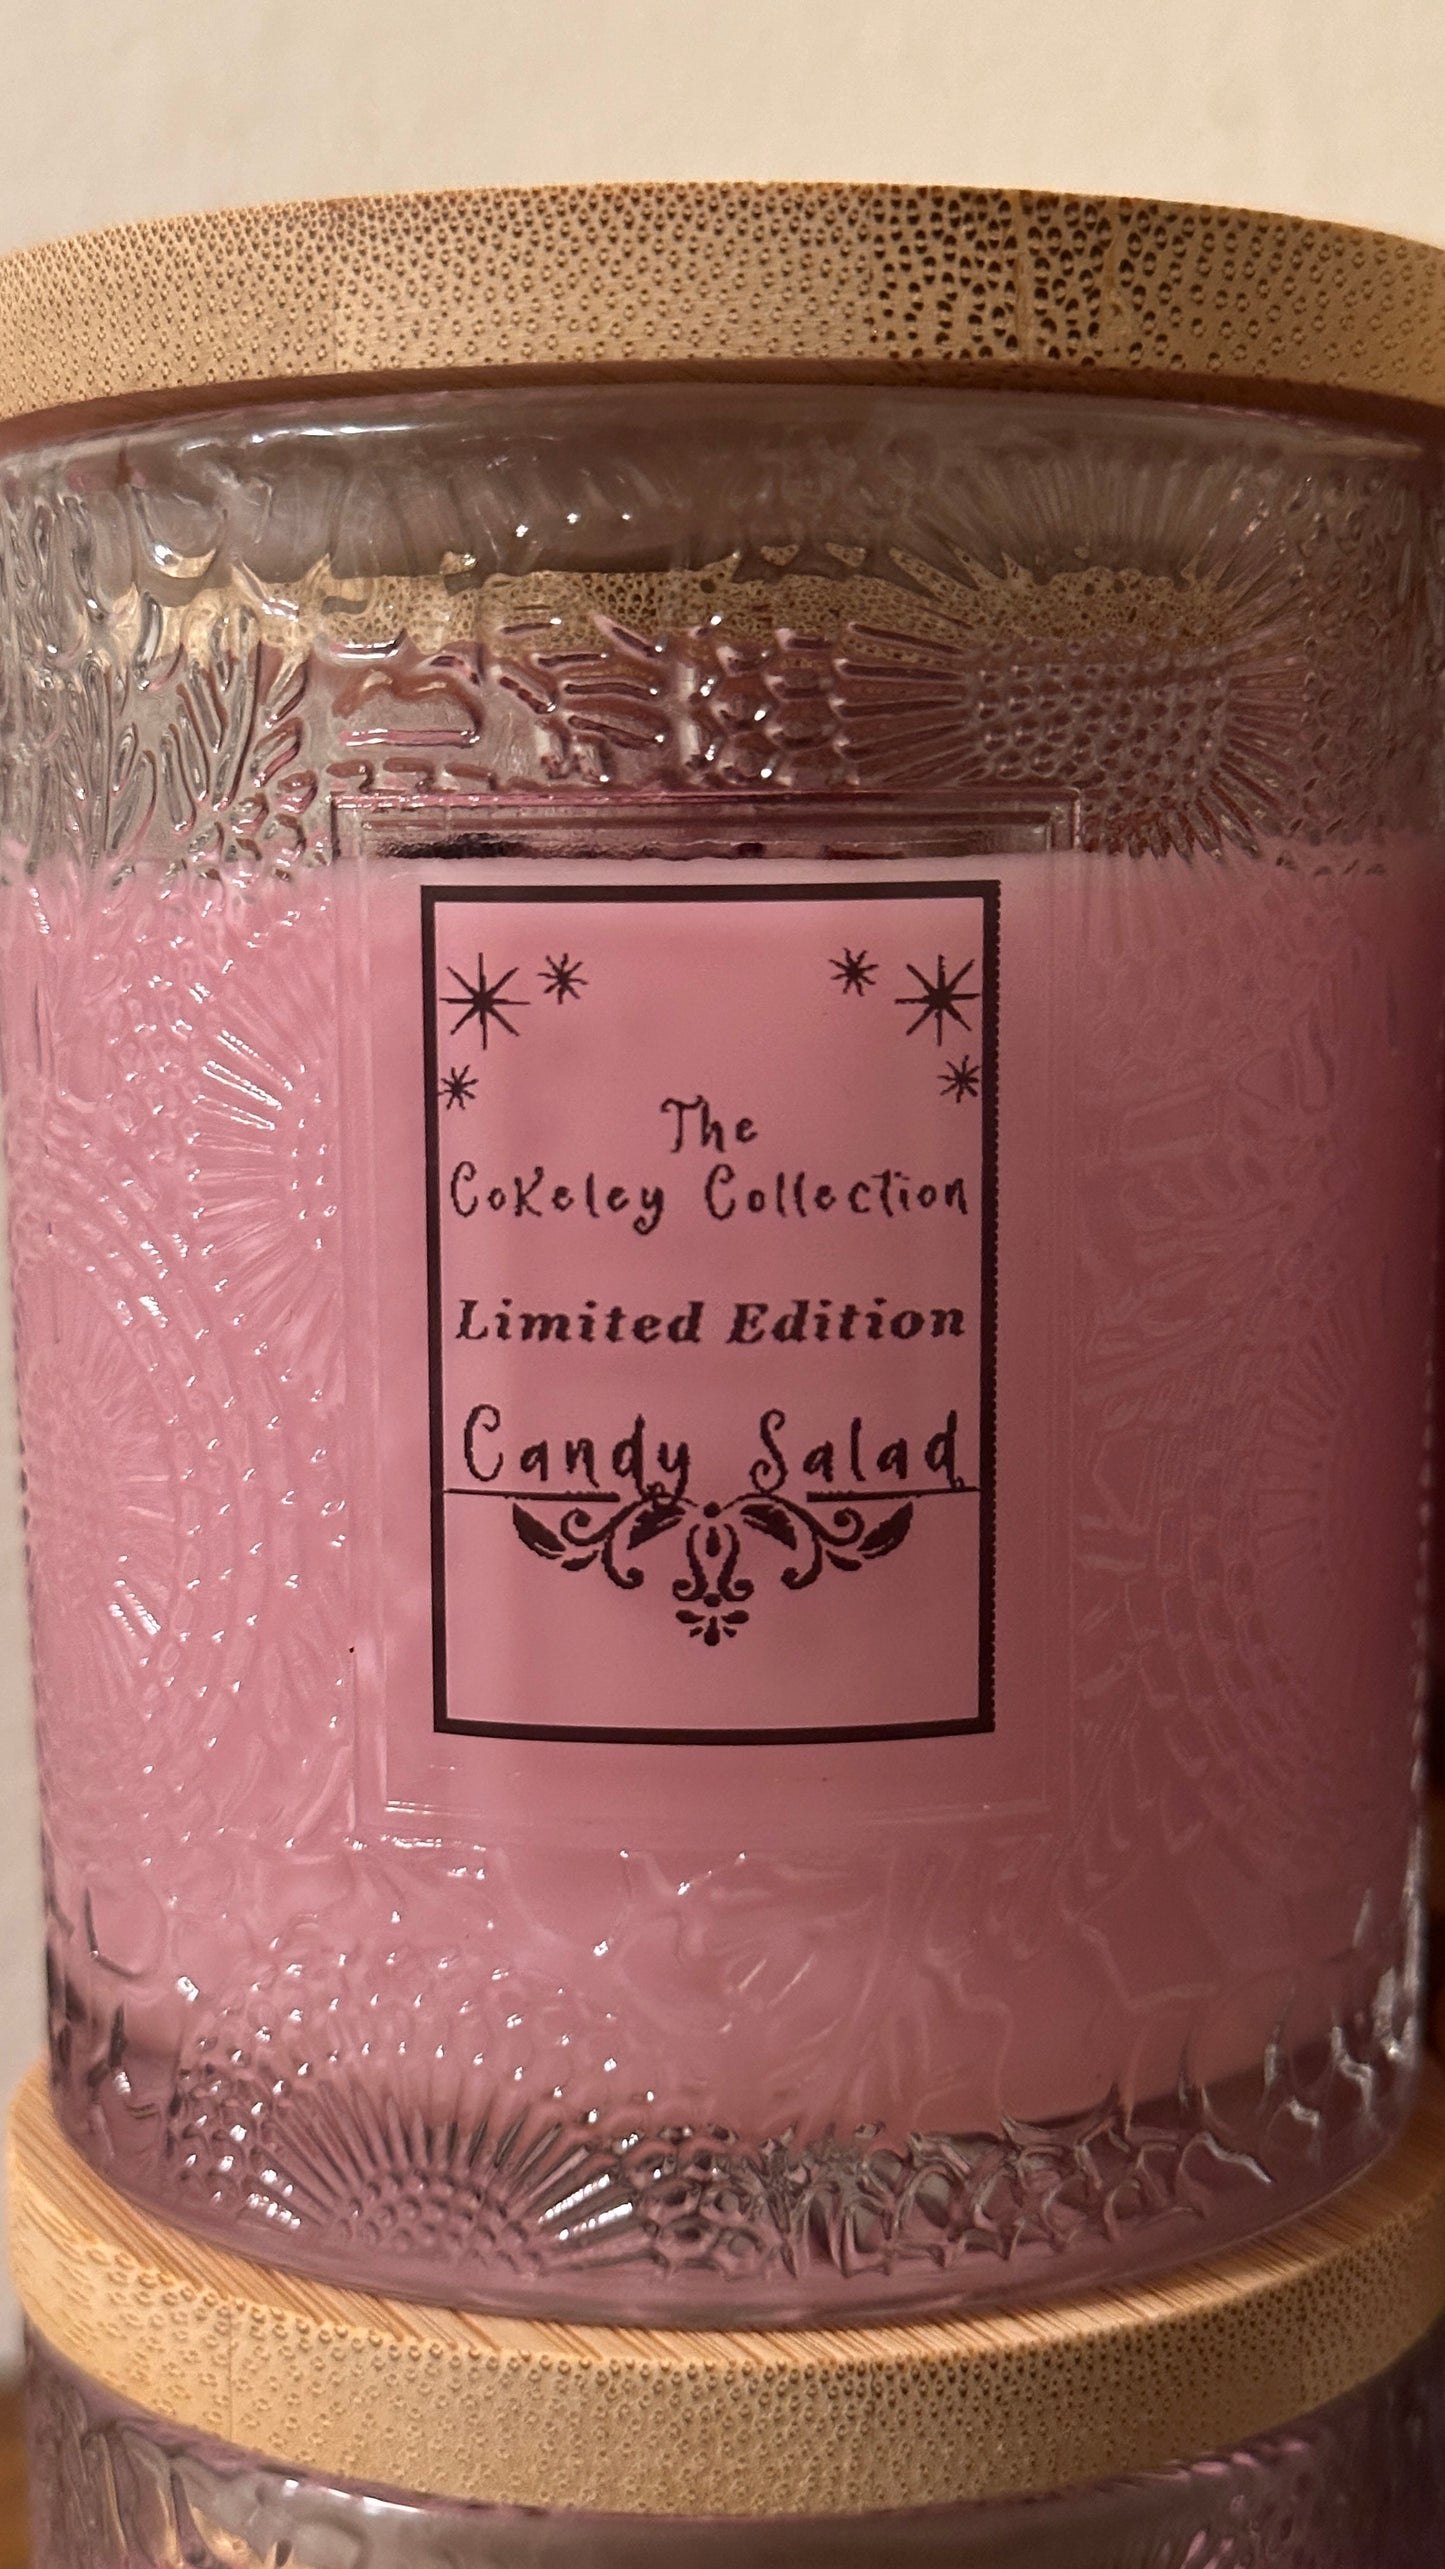 The
Cokeley Collection
Limited Edition
Candy Salad